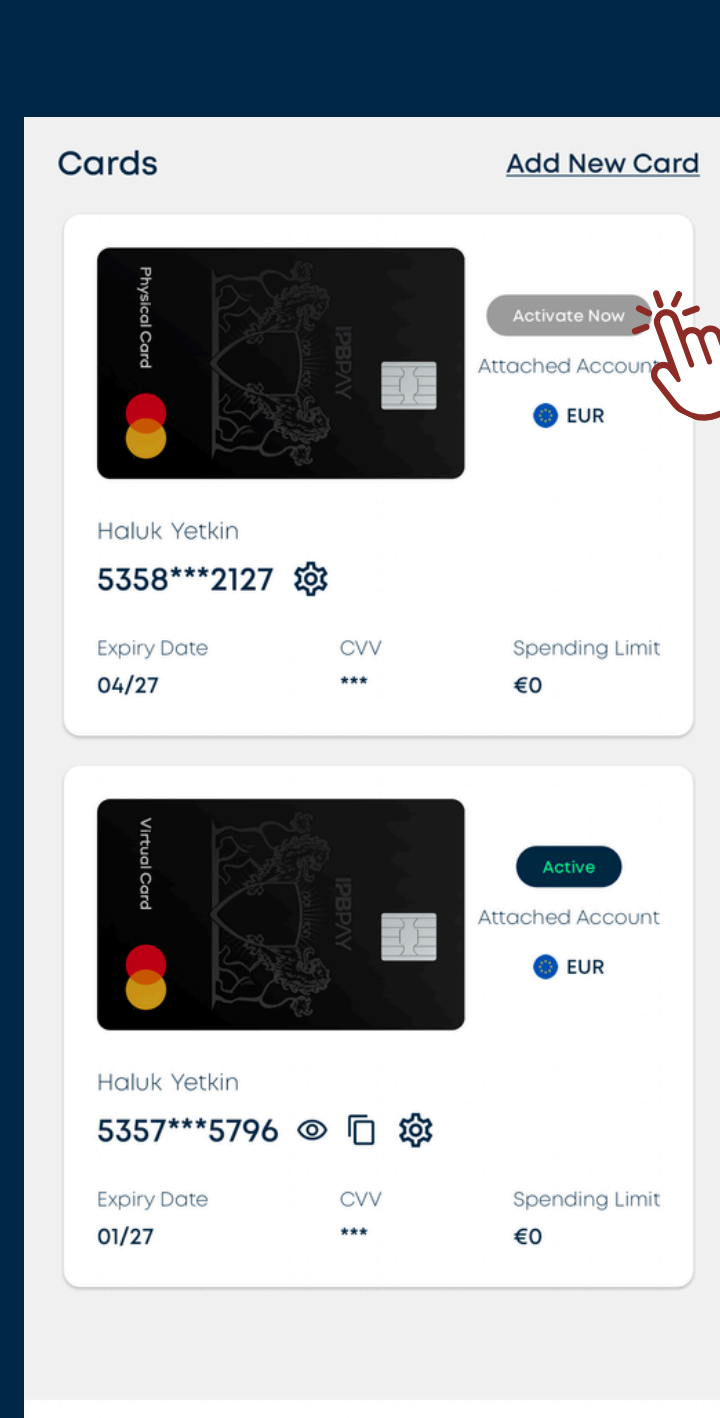 Cards
Add New Card
Physical Card
IPBPAY
Activate Now
Attached Account
EUR
Haluk Yetkin
5358***2127
Expiry Date CVV Spending Limit
04/27 *** €0
Virtual Card
IPBPAY
Active
Attached Account
EUR
Haluk Yetkin
5357***5796
Expiry Date CVV Spending Limit
01/27 *** €0